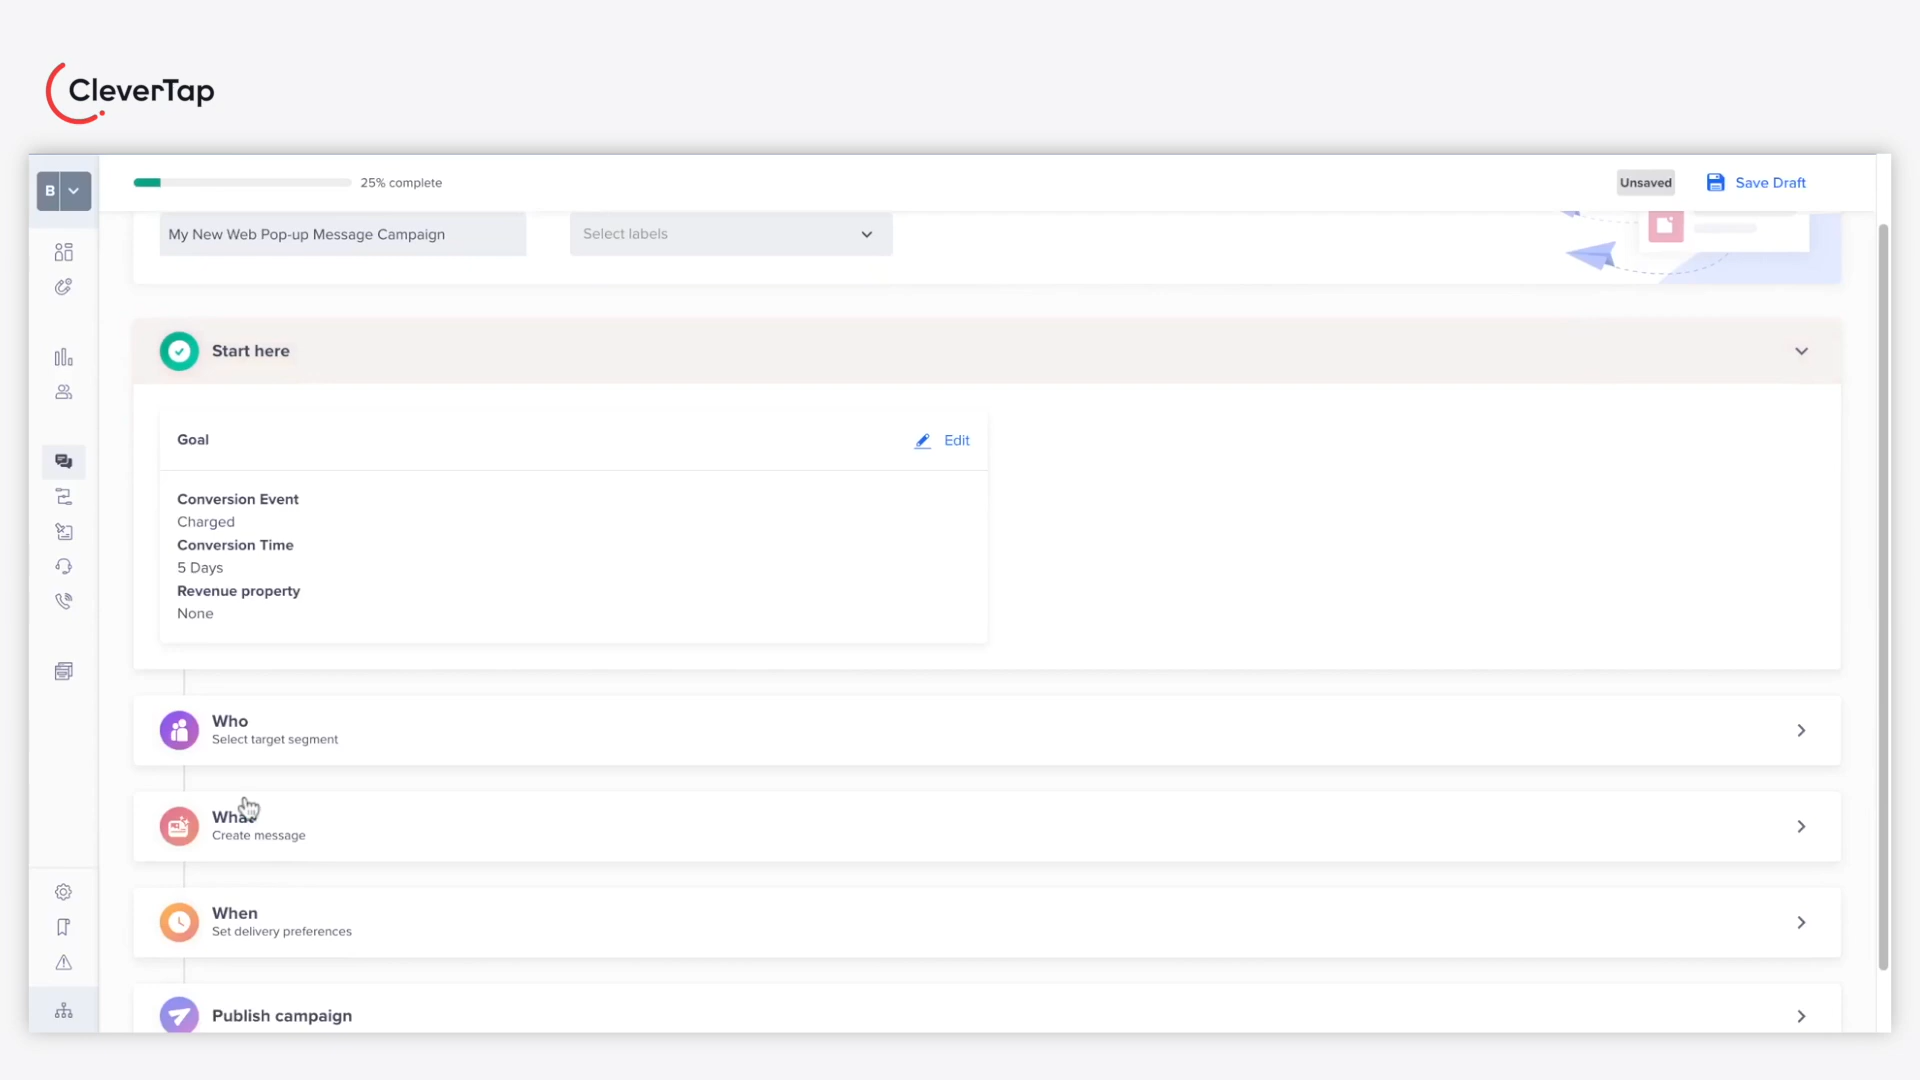 CleverTap
B
25% complete
Unsaved
Save Draft
My New Web Pop-up Message Campaign
Select labels
Start here
Goal
Edit
Conversion Event
Charged
Conversion Time
5 Days
Revenue property
None
Who
Select target segment
What
Create message
When
Set delivery preferences
Publish campaign